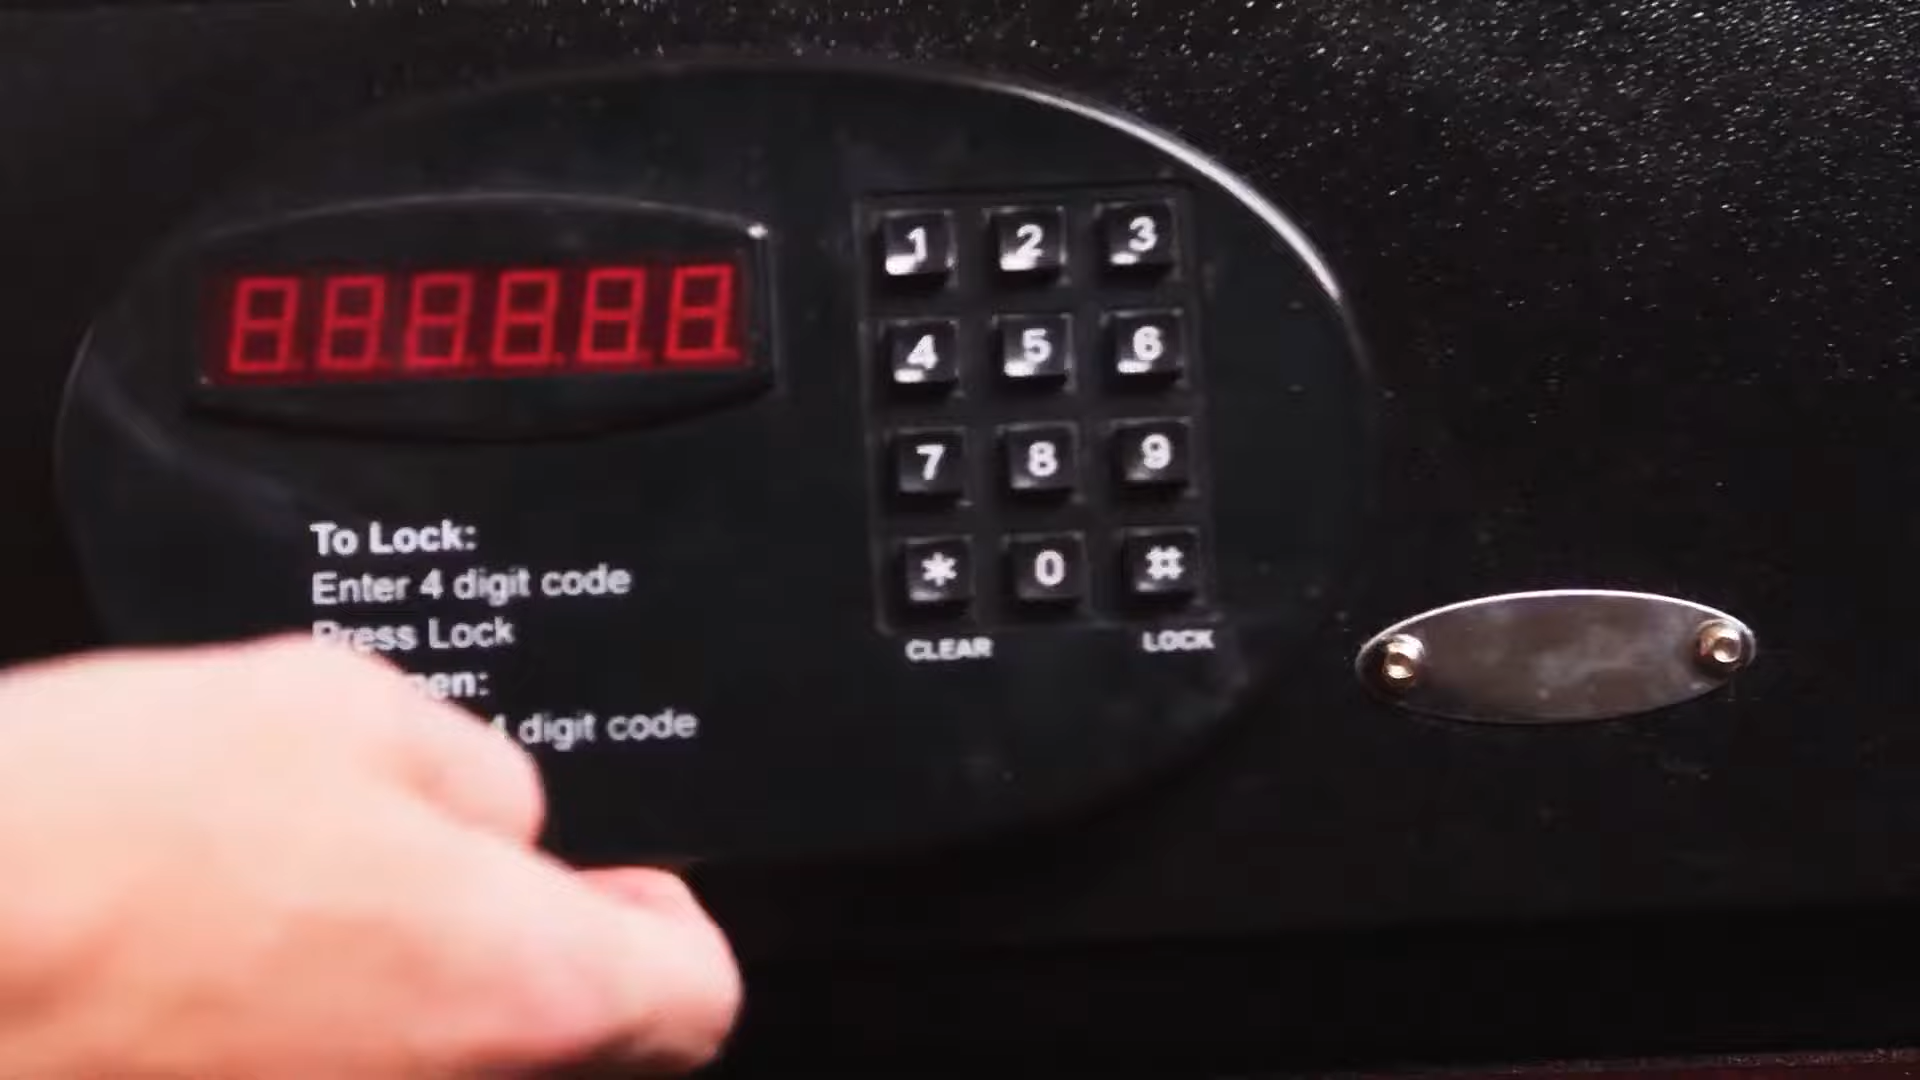 888888
1 2 3
4 5 6
7 8 9
* 0 #
CLEAR LOCK
To Lock:
Enter 4 digit code
Press Lock
4 digit code